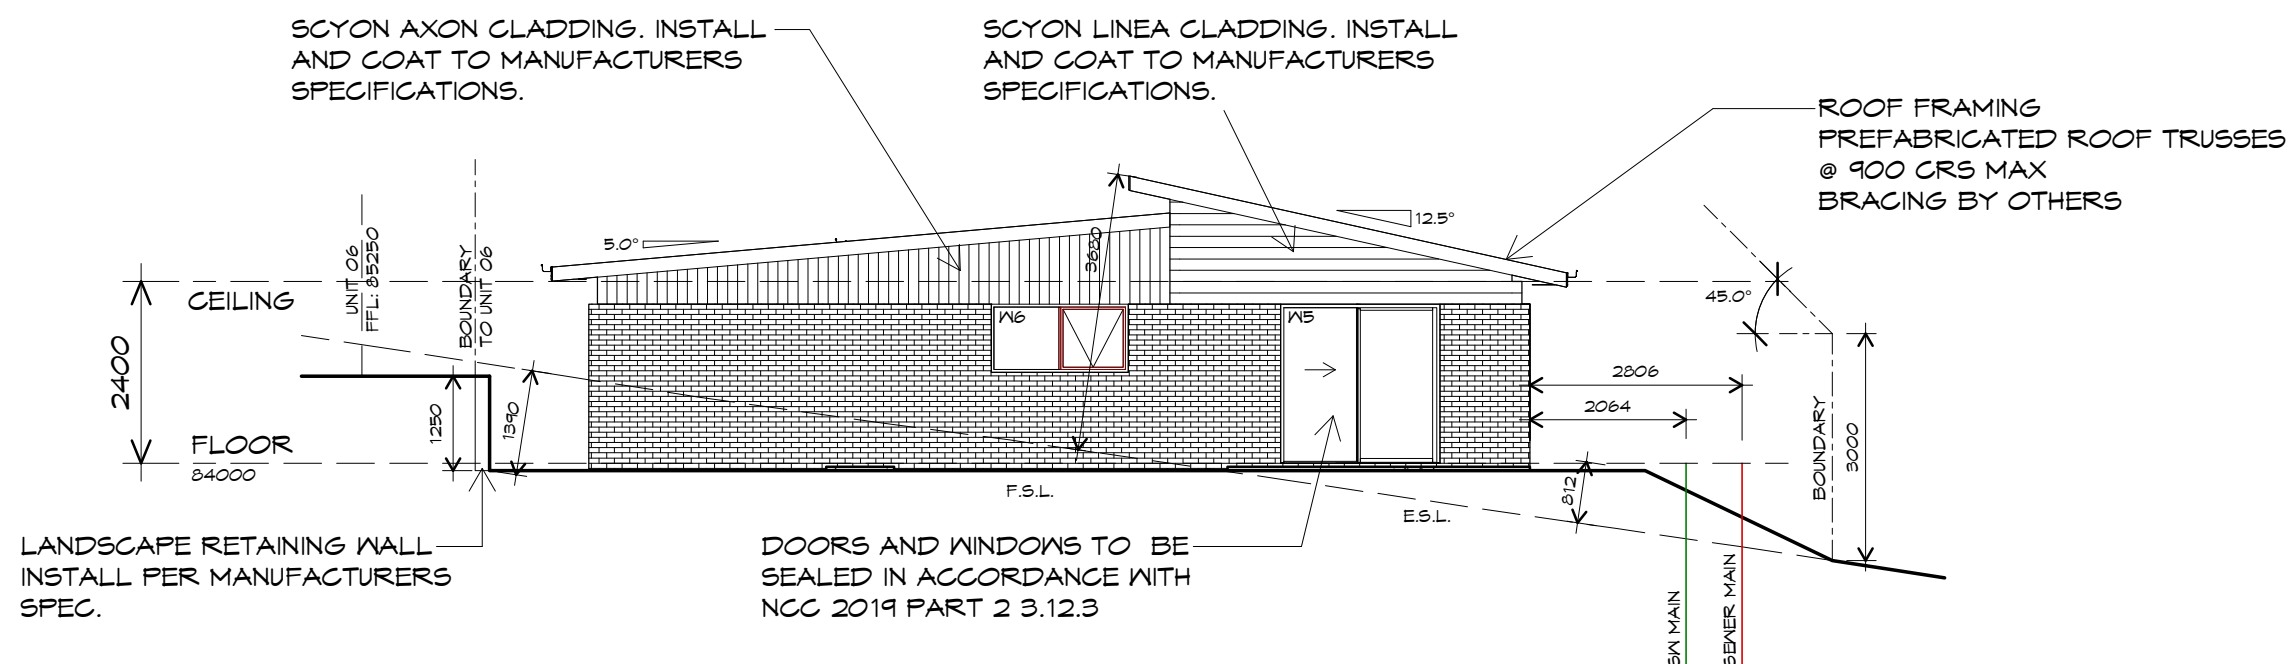 SCYON AXON CLADDING. INSTALL
AND COAT TO MANUFACTURERS
SPECIFICATIONS.
SCYON LINEA CLADDING. INSTALL
AND COAT TO MANUFACTURERS
SPECIFICATIONS.
ROOF FRAMING
PREFABRICATED ROOF TRUSSES
@ 900 CRS MAX
BRACING BY OTHERS
UNIT 06
FFL: 85250
BOUNDARY
TO UNIT 06
5.0°
3680
12.5°
45.0°
CEILING
2400
FLOOR
84000
1250
1390
W6
W5
2806
2064
BOUNDARY
3000
812
F.S.L.
E.S.L.
LANDSCAPE RETAINING WALL
INSTALL PER MANUFACTURERS
SPEC.
DOORS AND WINDOWS TO BE
SEALED IN ACCORDANCE WITH
NCC 2019 PART 2 3.12.3
SW MAIN
SEWER MAIN